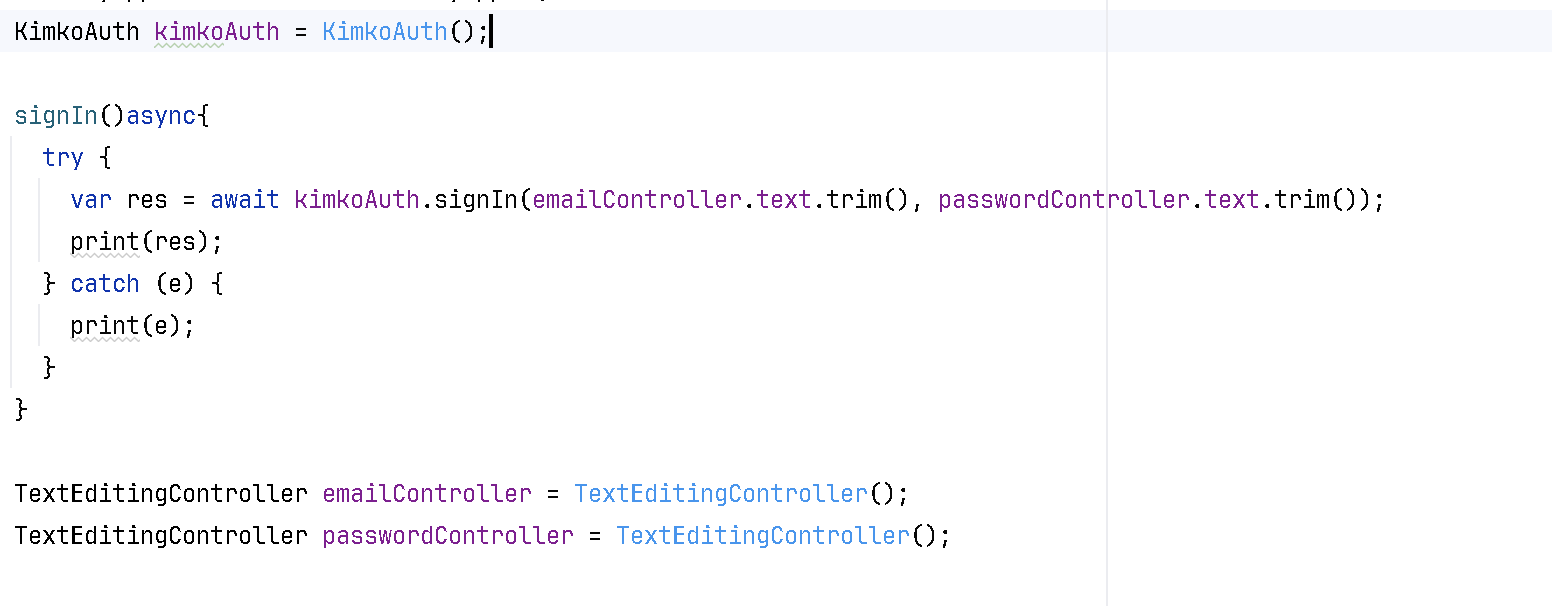 KimkoAuth kimkoAuth = KimkoAuth();
signIn()async{
try {
var res = await kimkoAuth.signIn(emailController.text.trim(), passwordController.text.trim());
print(res);
} catch (e) {
print(e);
}
}
TextEditingController emailController = TextEditingController();
TextEditingController passwordController = TextEditingController();